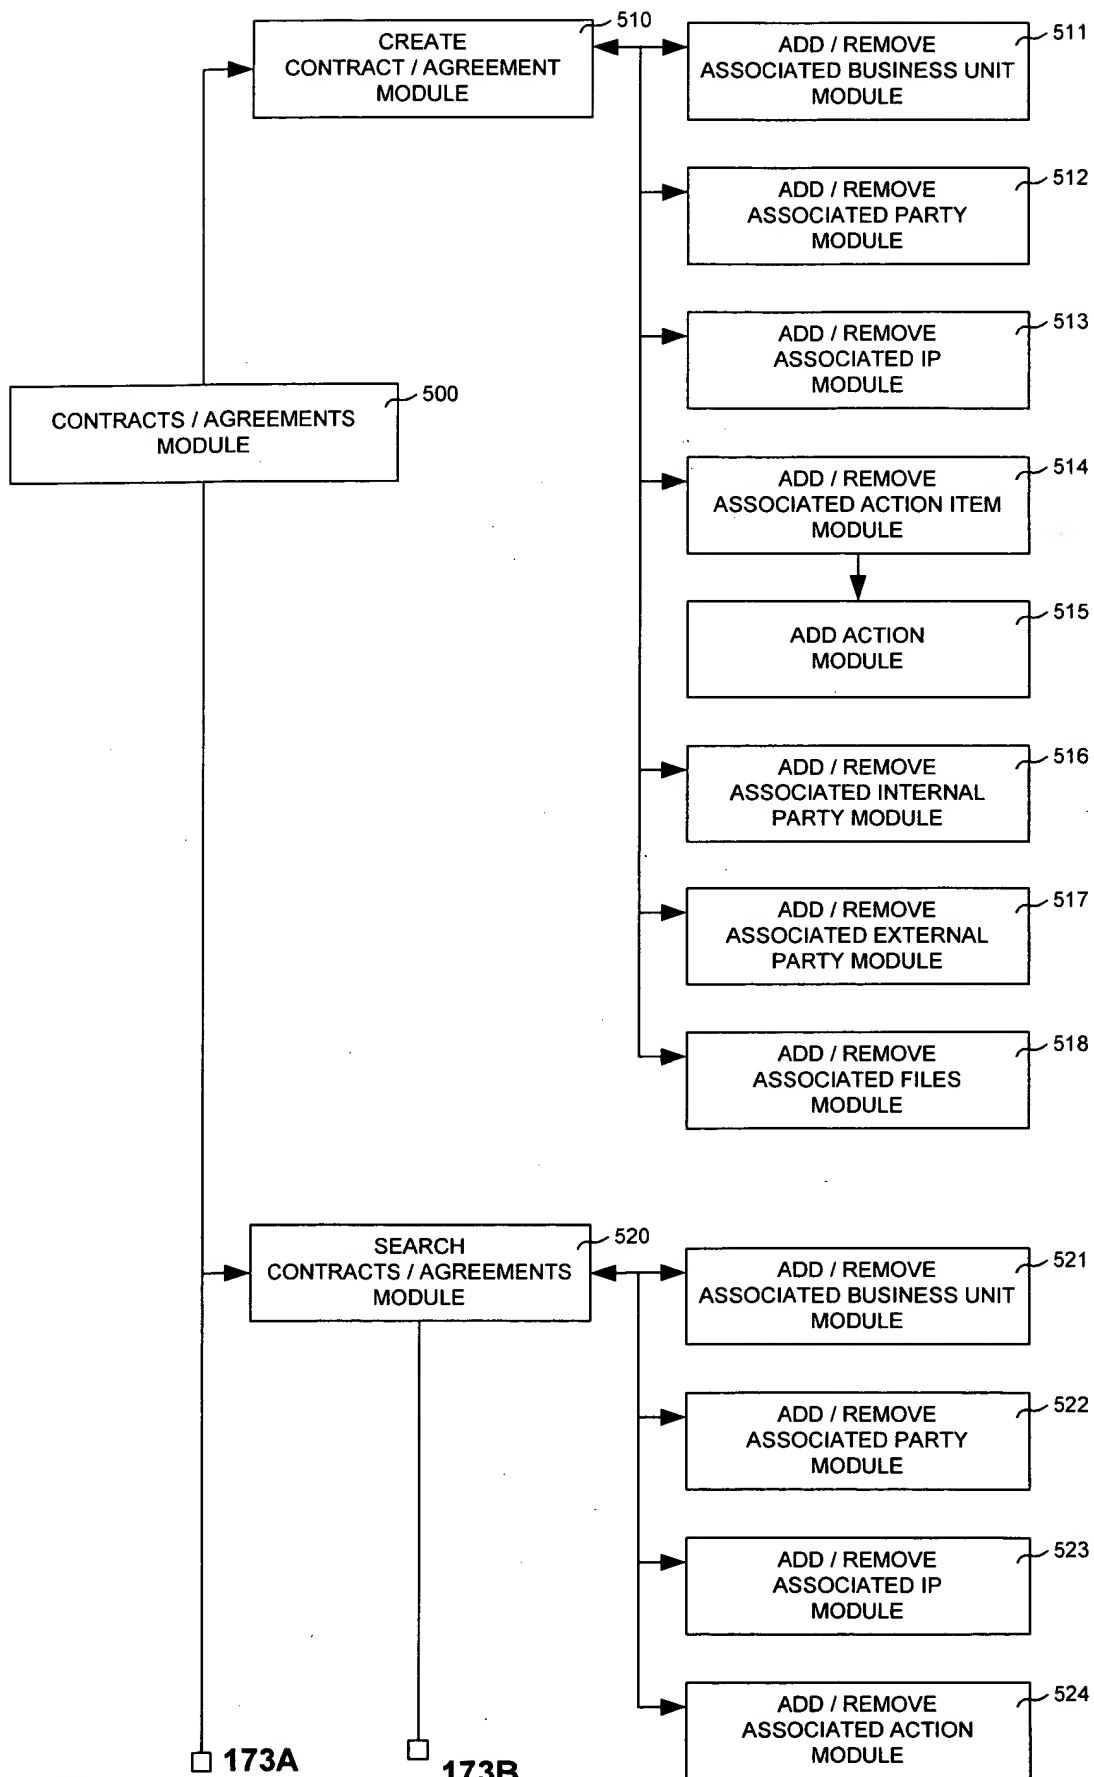 CREATE
CONTRACT / AGREEMENT
MODULE
510
ADD / REMOVE
ASSOCIATED BUSINESS UNIT
MODULE
511
ADD / REMOVE
ASSOCIATED PARTY
MODULE
512
ADD / REMOVE
ASSOCIATED IP
MODULE
513
CONTRACTS / AGREEMENTS
MODULE
500
ADD / REMOVE
ASSOCIATED ACTION ITEM
MODULE
514
ADD ACTION
MODULE
515
ADD / REMOVE
ASSOCIATED INTERNAL
PARTY MODULE
516
ADD / REMOVE
ASSOCIATED EXTERNAL
PARTY MODULE
517
ADD / REMOVE
ASSOCIATED FILES
MODULE
518
SEARCH
CONTRACTS / AGREEMENTS
MODULE
520
ADD / REMOVE
ASSOCIATED BUSINESS UNIT
MODULE
521
ADD / REMOVE
ASSOCIATED PARTY
MODULE
522
ADD / REMOVE
ASSOCIATED IP
MODULE
523
ADD / REMOVE
ASSOCIATED ACTION
MODULE
524
173A
173B